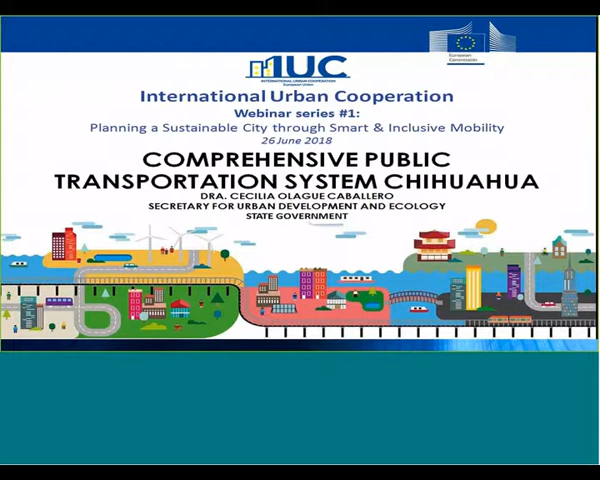 European
Commission
IUC
INTERNATIONAL URBAN COOPERATION
European Union
International Urban Cooperation
Webinar series #1:
Planning a Sustainable City through Smart & Inclusive Mobility
26 June 2018
COMPREHENSIVE PUBLIC
TRANSPORTATION SYSTEM CHIHUAHUA
DRA. CECILIA OLAGUE CABALLERO
SECRETARY FOR URBAN DEVELOPMENT AND ECOLOGY
STATE GOVERNMENT